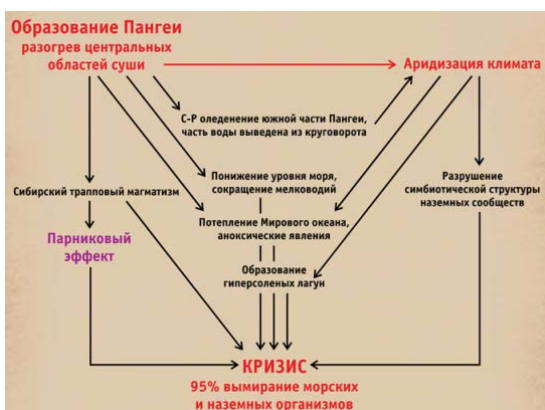 Образование Пангеи
разогрев центральных
областей суши
Аридизация климата
С-Р оледенение южной части Пангеи,
часть воды выведена из круговорота
Понижение уровня моря,
сокращение мелководий
Разрушение
симбиотической структуры
наземных сообществ
Сибирский трапповый магматизм
Потепление Мирового океана,
аноксические явления
Парниковый
эффект
Образование
гиперсоленых лагун
КРИЗИС
95% вымирание морских
и наземных организмов